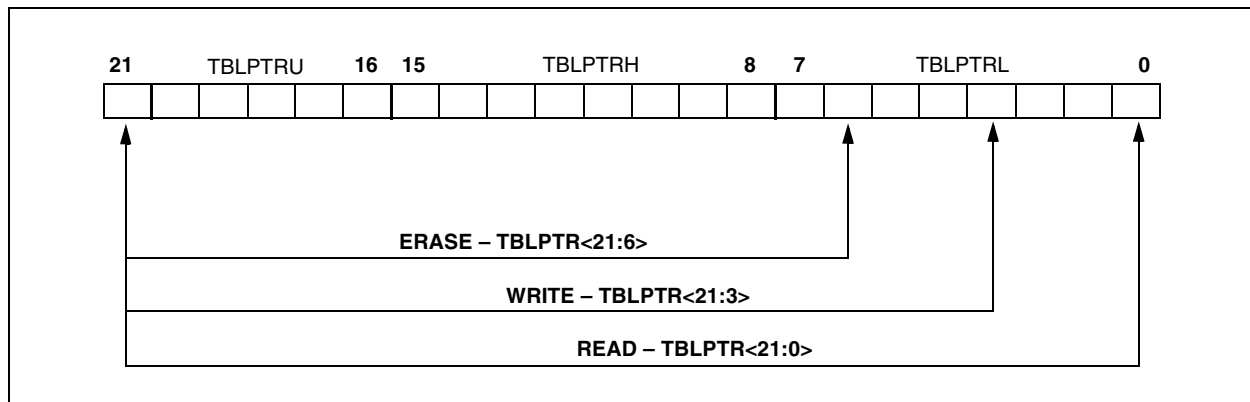 21 TBLPTRU 16 15 TBLPTRH 8 7 TBLPTRL 0
ERASE – TBLPTR<21:6>
WRITE – TBLPTR<21:3>
READ – TBLPTR<21:0>